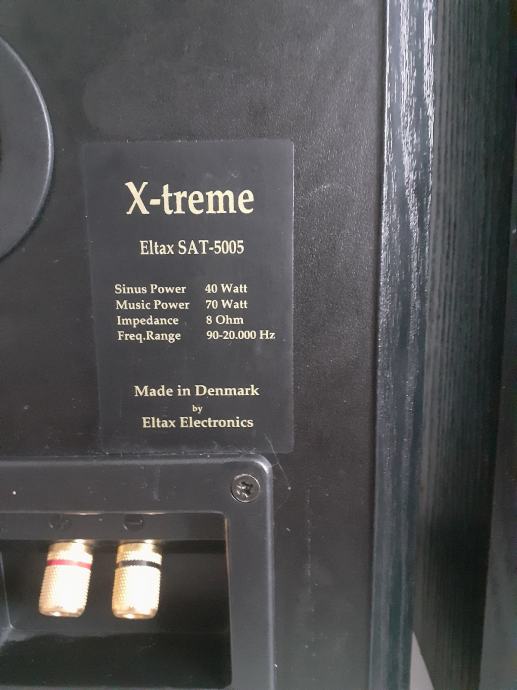 X-treme
Eltax SAT-5005
Sinus Power 40 Watt
Music Power 70 Watt
Impedance 8 Ohm
Freq.Range 90-20.000 Hz
Made in Denmark
by
Eltax Electronics